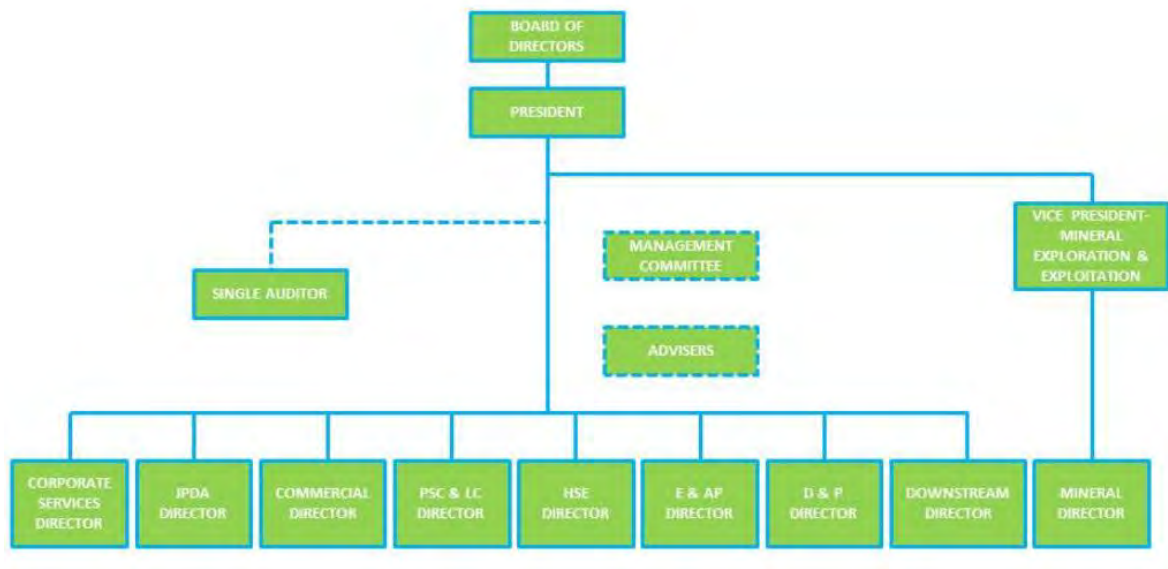 BOARD OF
DIRECTORS
PRESIDENT
VICE PRESIDENT-
MINERAL
EXPLORATION &
EXPLOITATION
MANAGEMENT
COMMITTEE
SINGLE AUDITOR
ADVISERS
CORPORATE
SERVICES
DIRECTOR
JPDA
DIRECTOR
COMMERCIAL
DIRECTOR
PSC & LC
DIRECTOR
HSE
DIRECTOR
E & AP
DIRECTOR
D & P
DIRECTOR
DOWNSTREAM
DIRECTOR
MINERAL
DIRECTOR